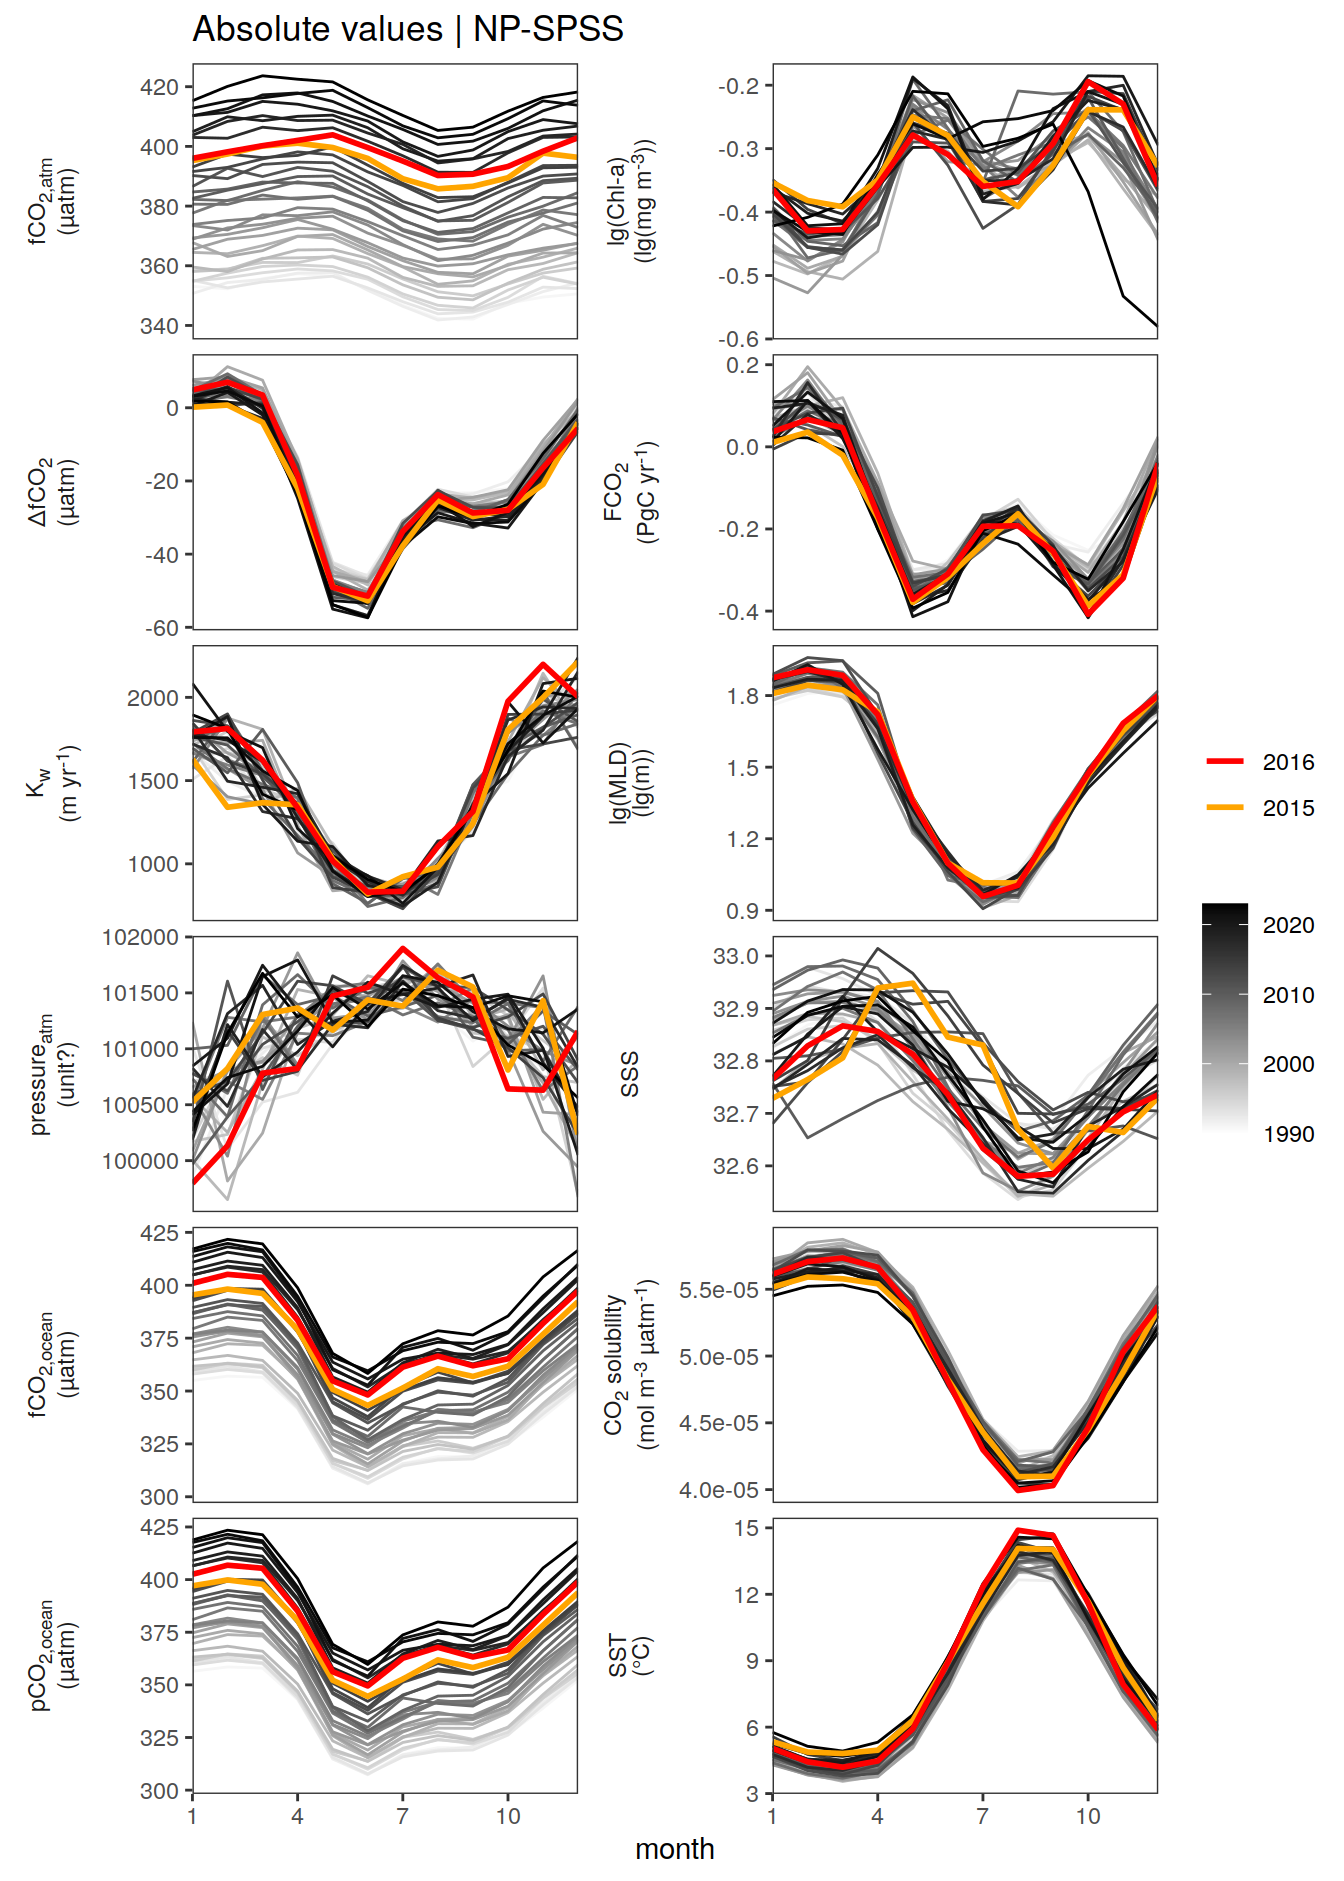 Absolute values | NP-SPSS
fCO2,atm
(µatm)
420
400
380
360
340
lg(Chl-a)
(lg(mg m-3))
-0.2
-0.3
-0.4
-0.5
-0.6
ΔfCO2
(µatm)
0
-20
-40
-60
FCO2
(PgC yr-1)
0.2
0.0
-0.2
-0.4
Kw
(m yr-1)
2000
1500
1000
lg(MLD)
(lg(m))
1.8
1.5
1.2
0.9
pressureatm
(unit?)
102000
101500
101000
100500
100000
SSS
33.0
32.9
32.8
32.7
32.6
fCO2,ocean
(µatm)
425
400
375
350
325
300
CO2 solubility
(mol m-3 µatm-1)
5.5e-05
5.0e-05
4.5e-05
4.0e-05
pCO2,ocean
(µatm)
425
400
375
350
325
300
SST
(°C)
15
12
9
6
3
1 4 7 10
1 4 7 10
month
2016
2015
2020
2010
2000
1990